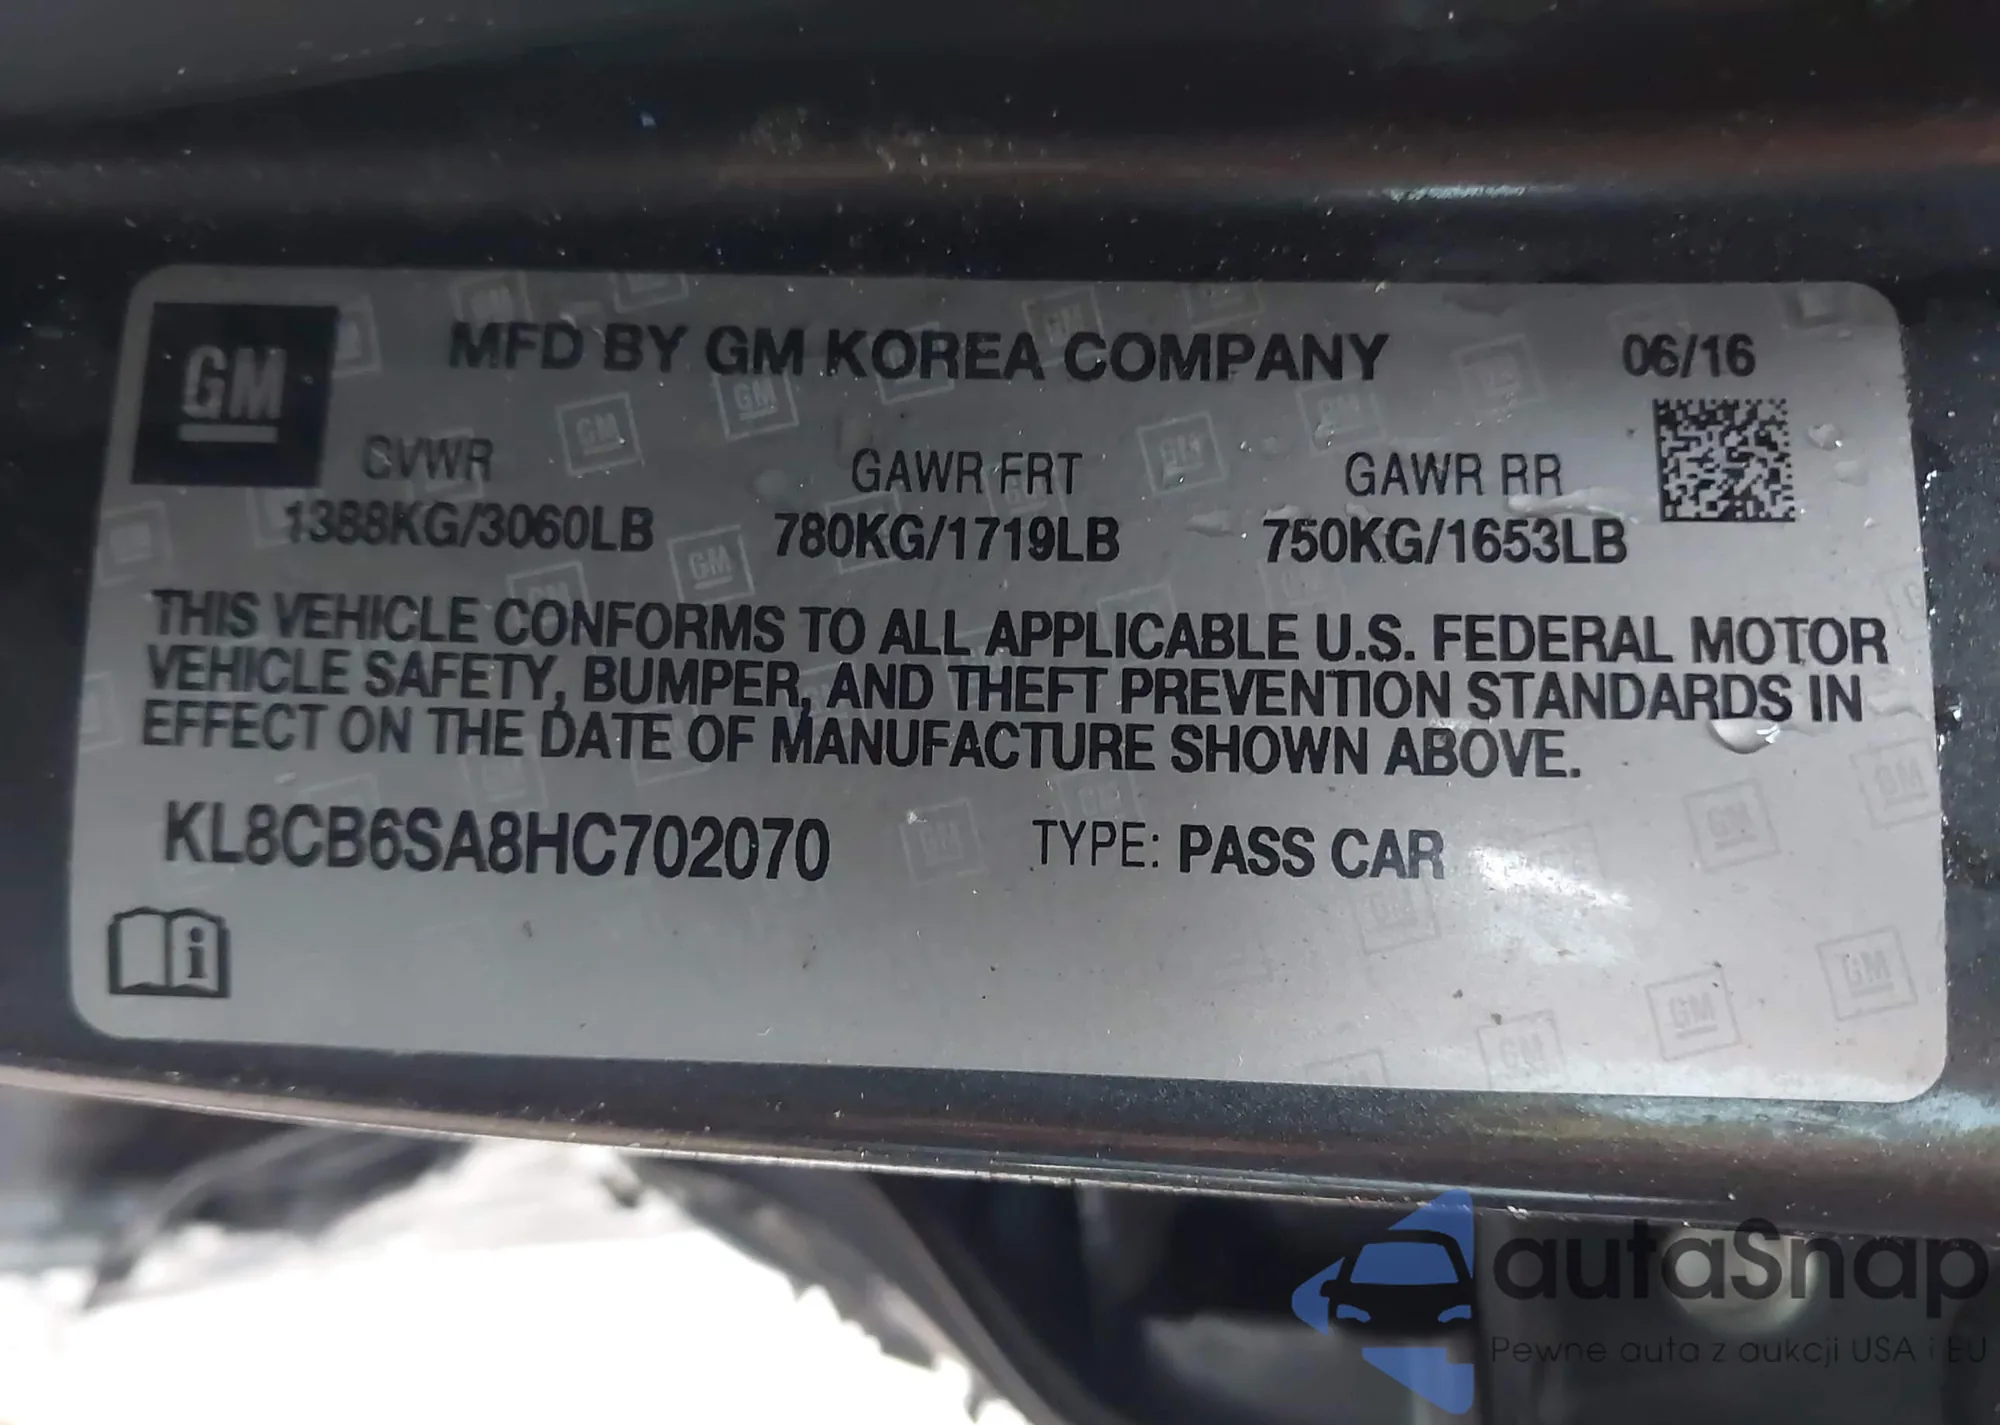 GM
MFD BY GM KOREA COMPANY 06/16
GVWR GAWR FRT GAWR RR
1388KG/3060LB 780KG/1719LB 750KG/1653LB
THIS VEHICLE CONFORMS TO ALL APPLICABLE U.S. FEDERAL MOTOR
VEHICLE SAFETY, BUMPER, AND THEFT PREVENTION STANDARDS IN
EFFECT ON THE DATE OF MANUFACTURE SHOWN ABOVE.
KL8CB6SA8HC702070 TYPE: PASS CAR
autaSnap
Pewne auta z aukcji USA i EU